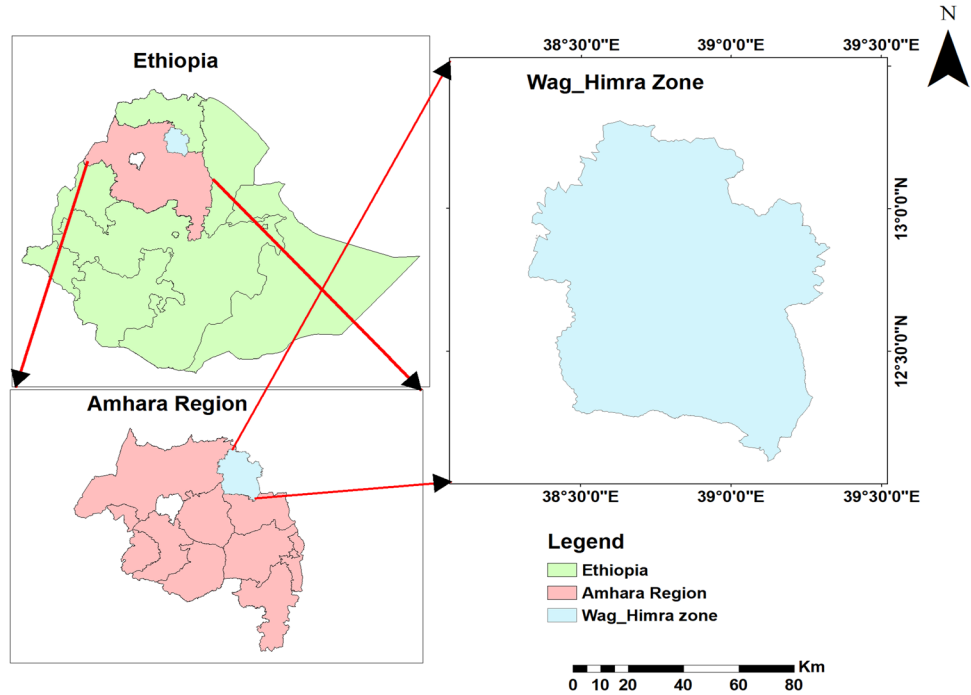 N
Ethiopia
38°30'0"E 39°0'0"E 39°30'0"E
Wag_Himra Zone
13°0'0"N
12°30'0"N
Amhara Region
38°30'0"E 39°0'0"E 39°30'0"E
Legend
Ethiopia
Amhara Region
Wag_Himra zone
Km
0 10 20 40 60 80